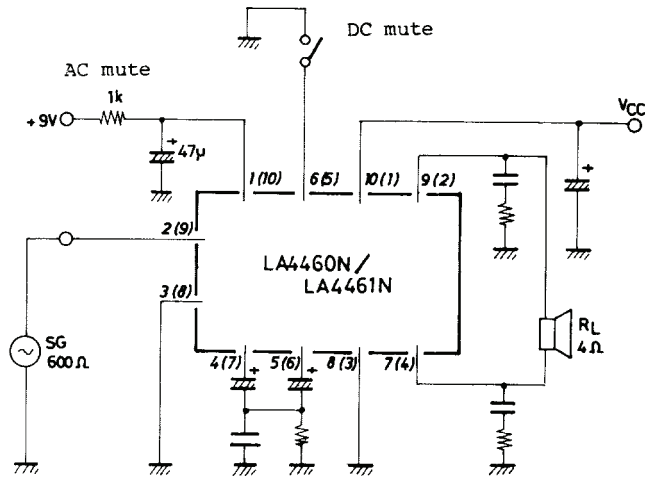 DC mute
AC mute
1k
+9V
VCC
+
47μ
+
1 (10)
6 (5)
10 (1)
9 (2)
2 (9)
LA4460N/
LA4461N
3 (8)
RL
4Ω
SG
600Ω
4 (7)
+
5 (6)
+
8 (3)
7 (4)